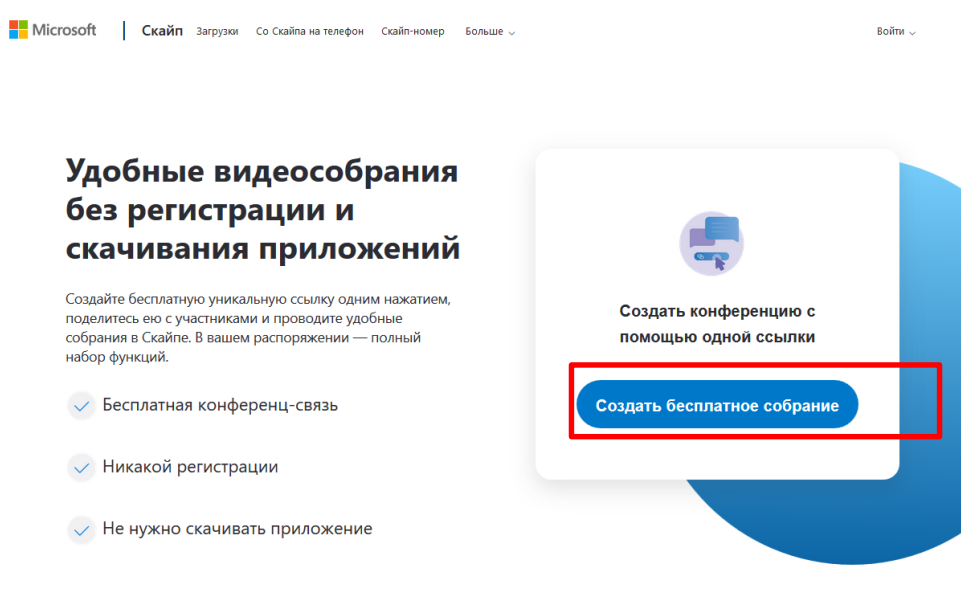 Microsoft
Скайп Загрузки Со Скайпа на телефон Скайп-номер Больше
Войти
Удобные видеособрания
без регистрации и
скачивания приложений
Создайте бесплатную уникальную ссылку одним нажатием,
поделитесь ею с участниками и проводите удобные
собрания в Скайпе. В вашем распоряжении — полный
набор функций.
Бесплатная конференц-связь
Никакой регистрации
Не нужно скачивать приложение
Создать конференцию с
помощью одной ссылки
Создать бесплатное собрание